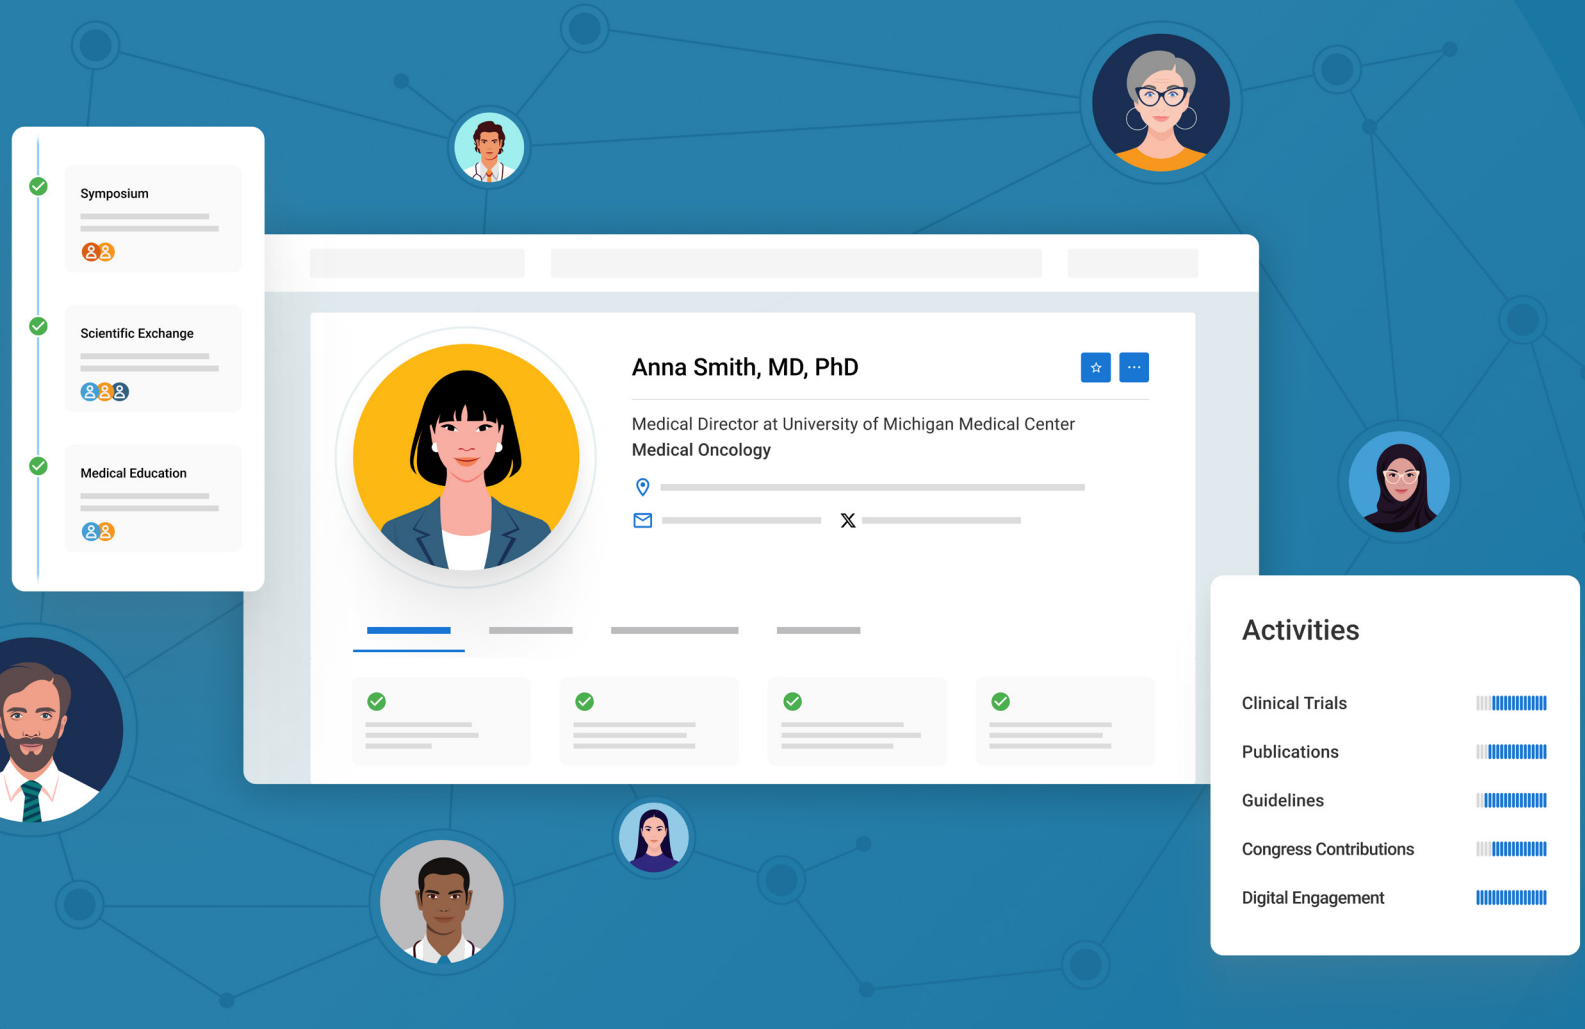 Symposium
Scientific Exchange
Medical Education
Anna Smith, MD, PhD
Medical Director at University of Michigan Medical Center
Medical Oncology
X
Activities
Clinical Trials
Publications
Guidelines
Congress Contributions
Digital Engagement